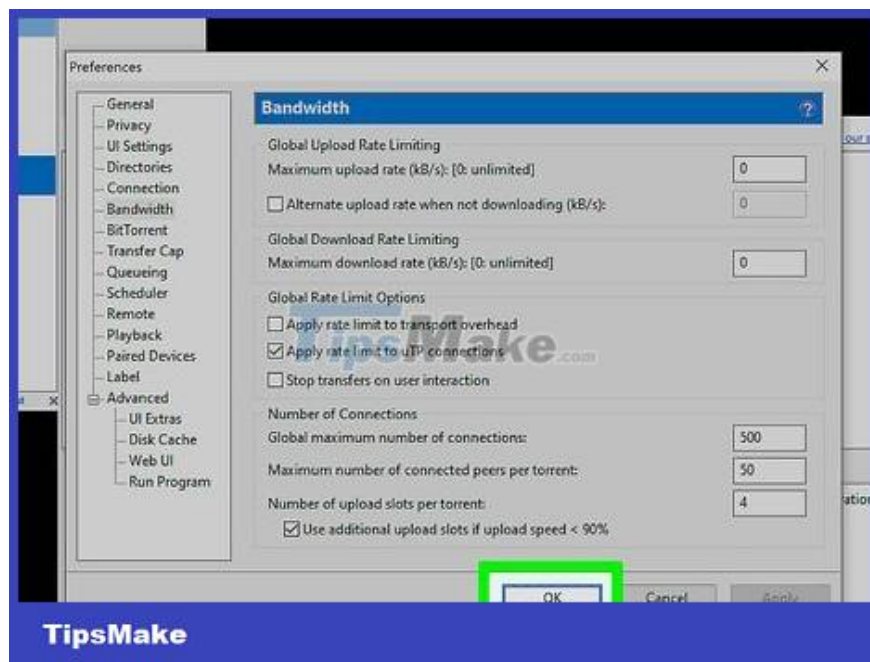 Preferences
General
Privacy
UI Settings
Directories
Connection
Bandwidth
BitTorrent
Transfer Cap
Queueing
Scheduler
Remote
Playback
Paired Devices
Label
Advanced
UI Extras
Disk Cache
Web UI
Run Program
Bandwidth
Global Upload Rate Limiting
Maximum upload rate (kB/s): [0: unlimited]
0
Alternate upload rate when not downloading (kB/s):
0
Global Download Rate Limiting
Maximum download rate (kB/s): [0: unlimited]
0
Global Rate Limit Options
Apply rate limit to transport overhead
Apply rate limit to uTP connections
Stop transfers on user interaction
TipsMake.com
Number of Connections
Global maximum number of connections:
500
Maximum number of connected peers per torrent:
50
Number of upload slots per torrent:
4
Use additional upload slots if upload speed < 90%
OK
Cancel
Apply
TipsMake